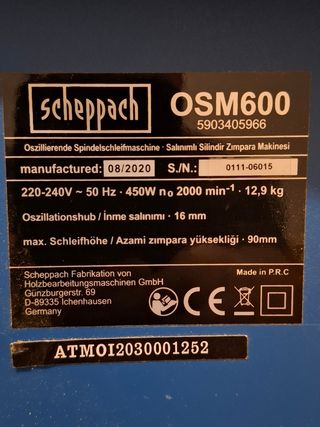 scheppach
OSM600
5903405966
Oszillierende Spindelschleifmaschine - Salınımlı Silindir Zımpara Makinesi
manufactured: 08/2020 S./N.: 0111-06015
220-240V ~ 50 Hz · 450W n₀ 2000 min⁻¹ · 12,9 kg
Oszillationshub / İnme salınımı · 16 mm
max. Schleifhöhe / Azami zımpara yüksekliği · 90mm
Scheppach Fabrikation von
Holzbearbeitungsmaschinen GmbH
Günzburgerstr. 69
D-89335 Ichenhausen
Germany
Made in P.R.C
CE
ATMOI2030001252